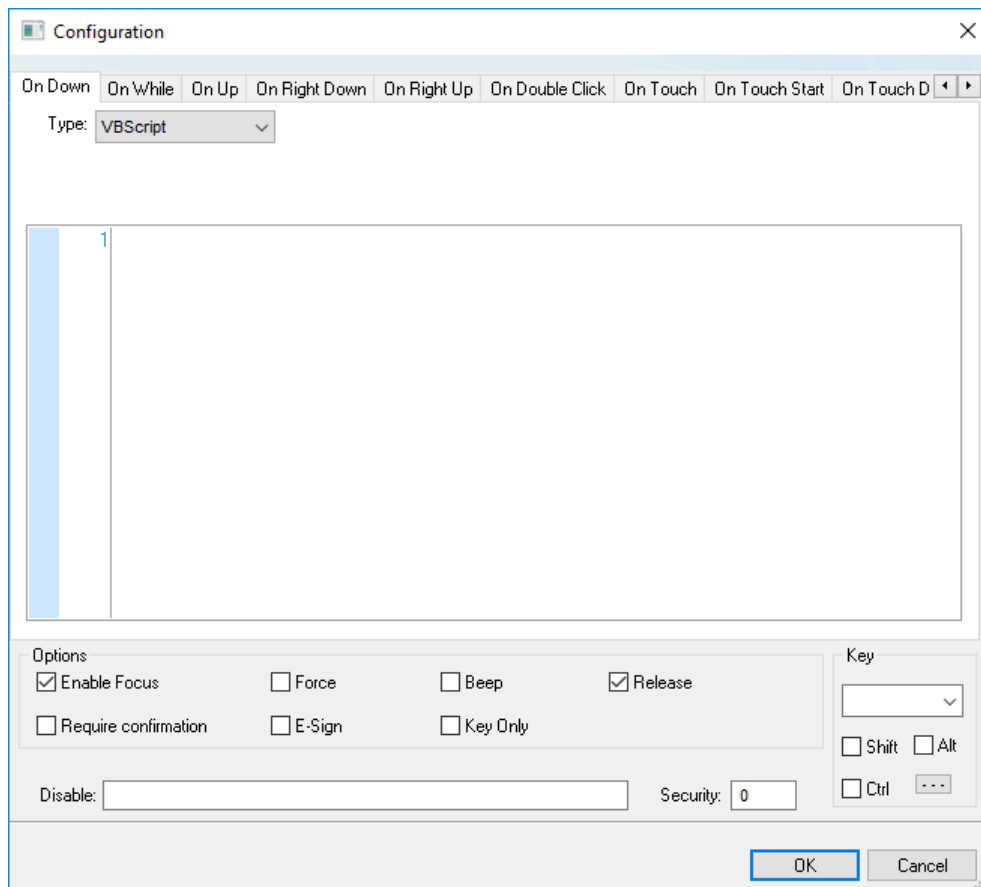 Configuration
On Down On While On Up On Right Down On Right Up On Double Click On Touch On Touch Start On Touch D
Type: VBScript
1
Options Key
Enable Focus Force Beep Release
Require confirmation E-Sign Key Only
Shift Alt
Disable: Security: 0 Ctrl ...
OK Cancel